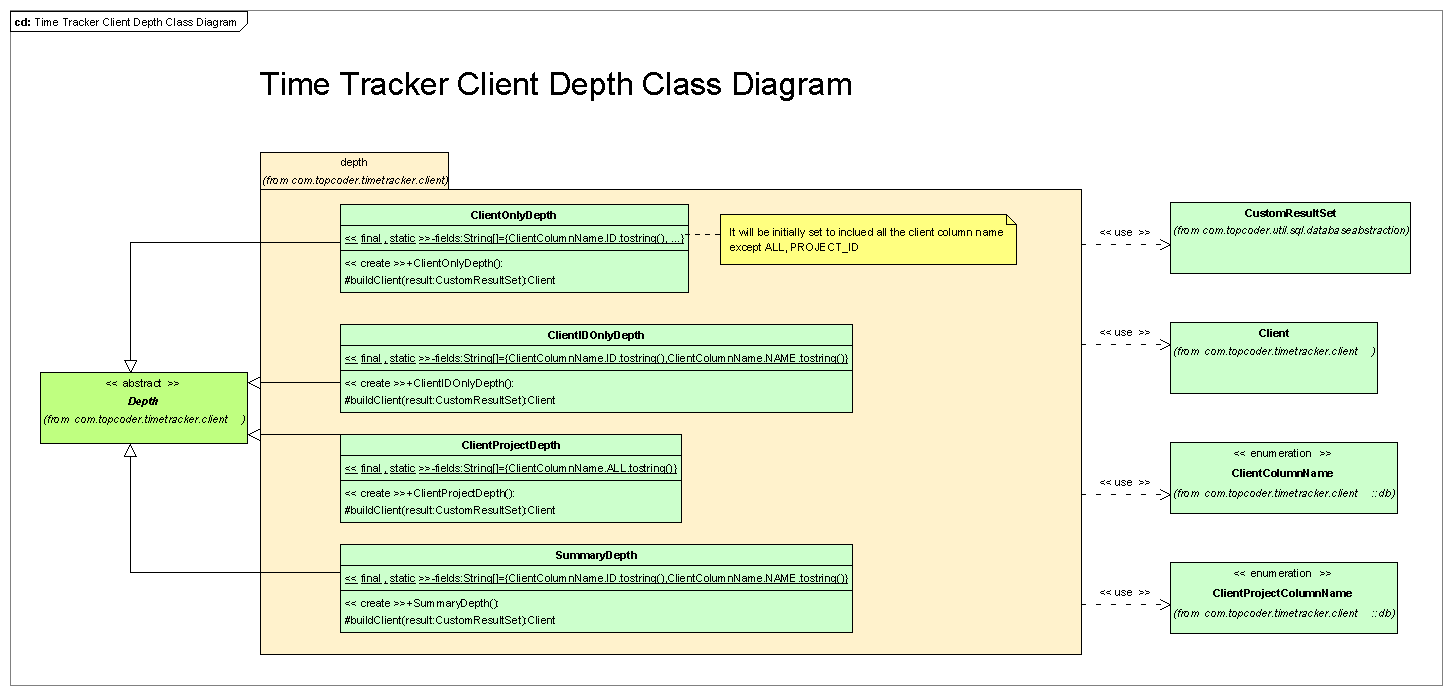 cd: Time Tracker Client Depth Class Diagram
Time Tracker Client Depth Class Diagram
depth
(from com.topcoder.timetracker.client)
ClientOnlyDepth
<< final , static >>-fields:String[]={ClientColumnName.ID.tostring(), ...}
<< create >>+ClientOnlyDepth():
#buildClient(result:CustomResultSet):Client
It will be initially set to inclued all the client column name
except ALL, PROJECT_ID
<< use >>
CustomResultSet
(from com.topcoder.util.sql.databaseabstraction)
ClientIDOnlyDepth
<< final , static >>-fields:String[]={ClientColumnName.ID.tostring(),ClientColumnName.NAME.tostring()}
<< create >>+ClientIDOnlyDepth():
#buildClient(result:CustomResultSet):Client
<< use >>
Client
(from com.topcoder.timetracker.client )
<< abstract >>
Depth
(from com.topcoder.timetracker.client )
ClientProjectDepth
<< final , static >>-fields:String[]={ClientColumnName.ALL.tostring()}
<< create >>+ClientProjectDepth():
#buildClient(result:CustomResultSet):Client
<< use >>
<< enumeration >>
ClientColumnName
(from com.topcoder.timetracker.client ::db)
SummaryDepth
<< final , static >>-fields:String[]={ClientColumnName.ID.tostring(),ClientColumnName.NAME.tostring()}
<< create >>+SummaryDepth():
#buildClient(result:CustomResultSet):Client
<< use >>
<< enumeration >>
ClientProjectColumnName
(from com.topcoder.timetracker.client ::db)